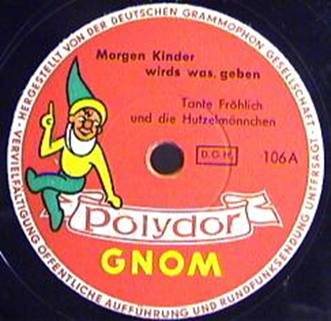 HERGESTELLT VON DER DEUTSCHEN GRAMMOPHON GESELLSCHAFT · VERVIELFÄLTIGUNG ÖFFENTLICHE AUFFÜHRUNG UND RUNDFUNKSENDUNG UNTERSAGT ·
Morgen Kinder
wirds was geben
Tante Fröhlich
und die Hutzelmännchen
D.G.H.
106A
Polydor
GNOM